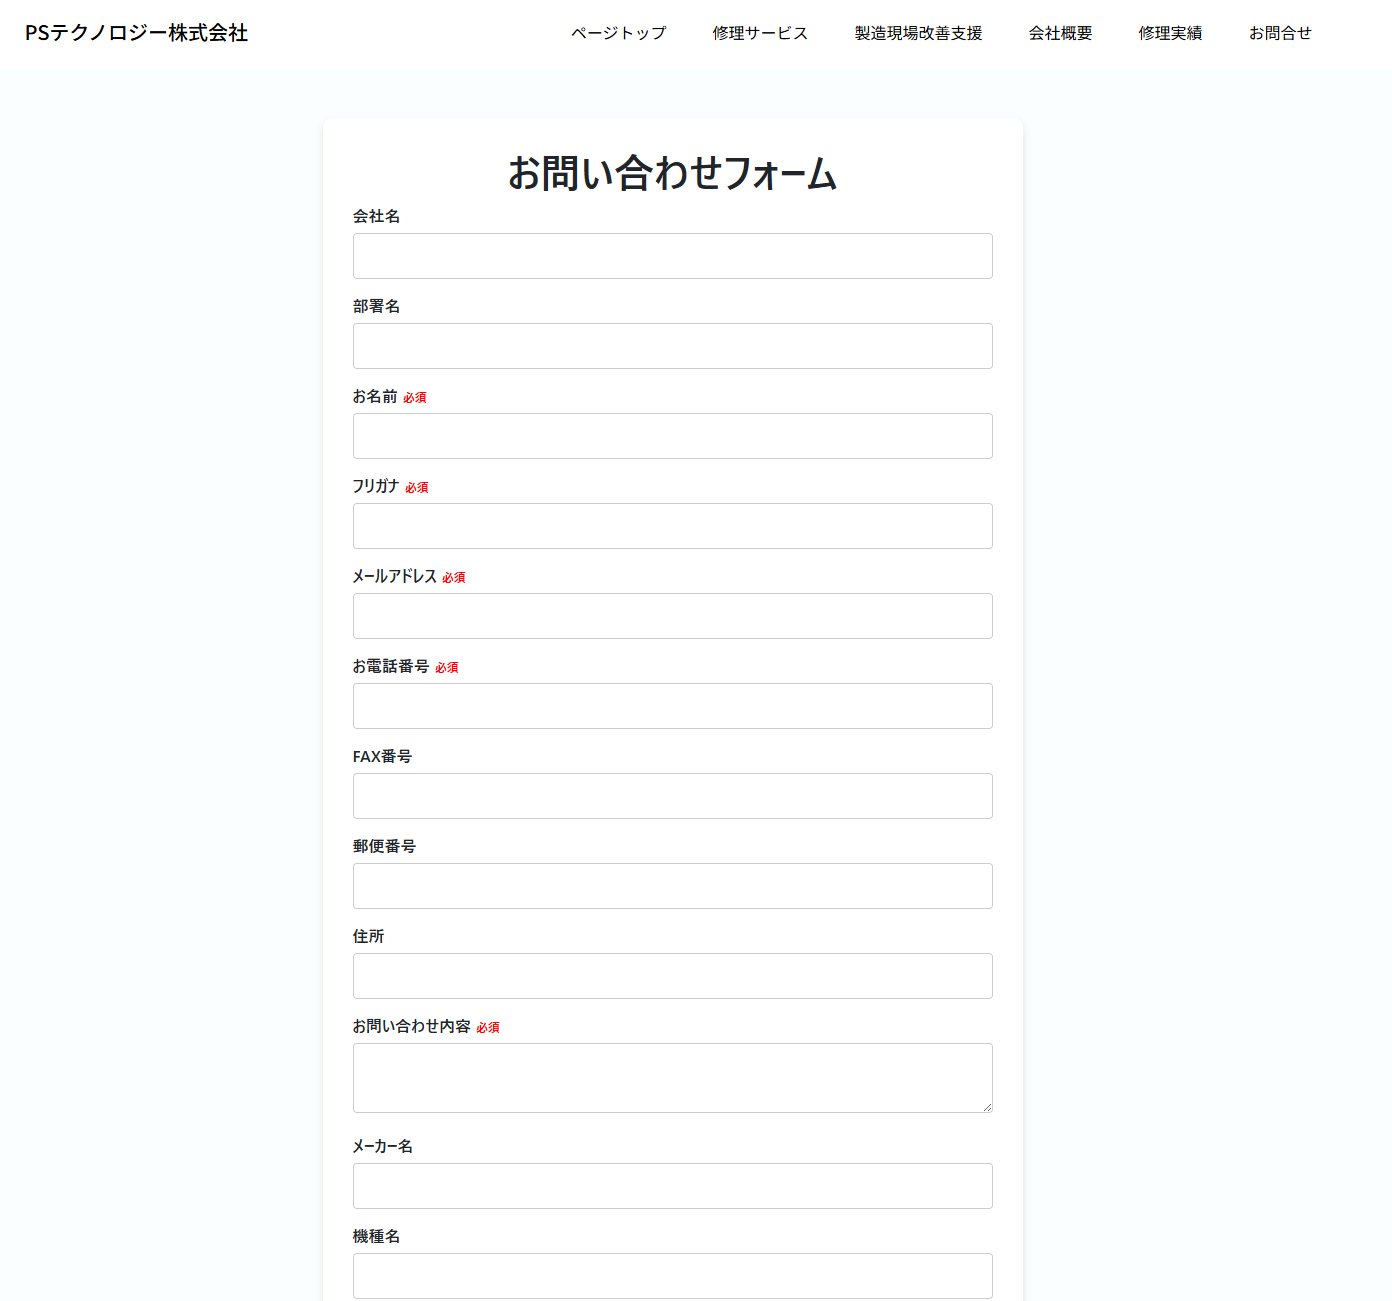 PSテクノロジー株式会社
ページトップ 修理サービス 製造現場改善支援 会社概要 修理実績 お問合せ
お問い合わせフォーム
会社名
部署名
お名前 必須
フリガナ 必須
メールアドレス 必須
お電話番号 必須
FAX番号
郵便番号
住所
お問い合わせ内容 必須
メーカー名
機種名